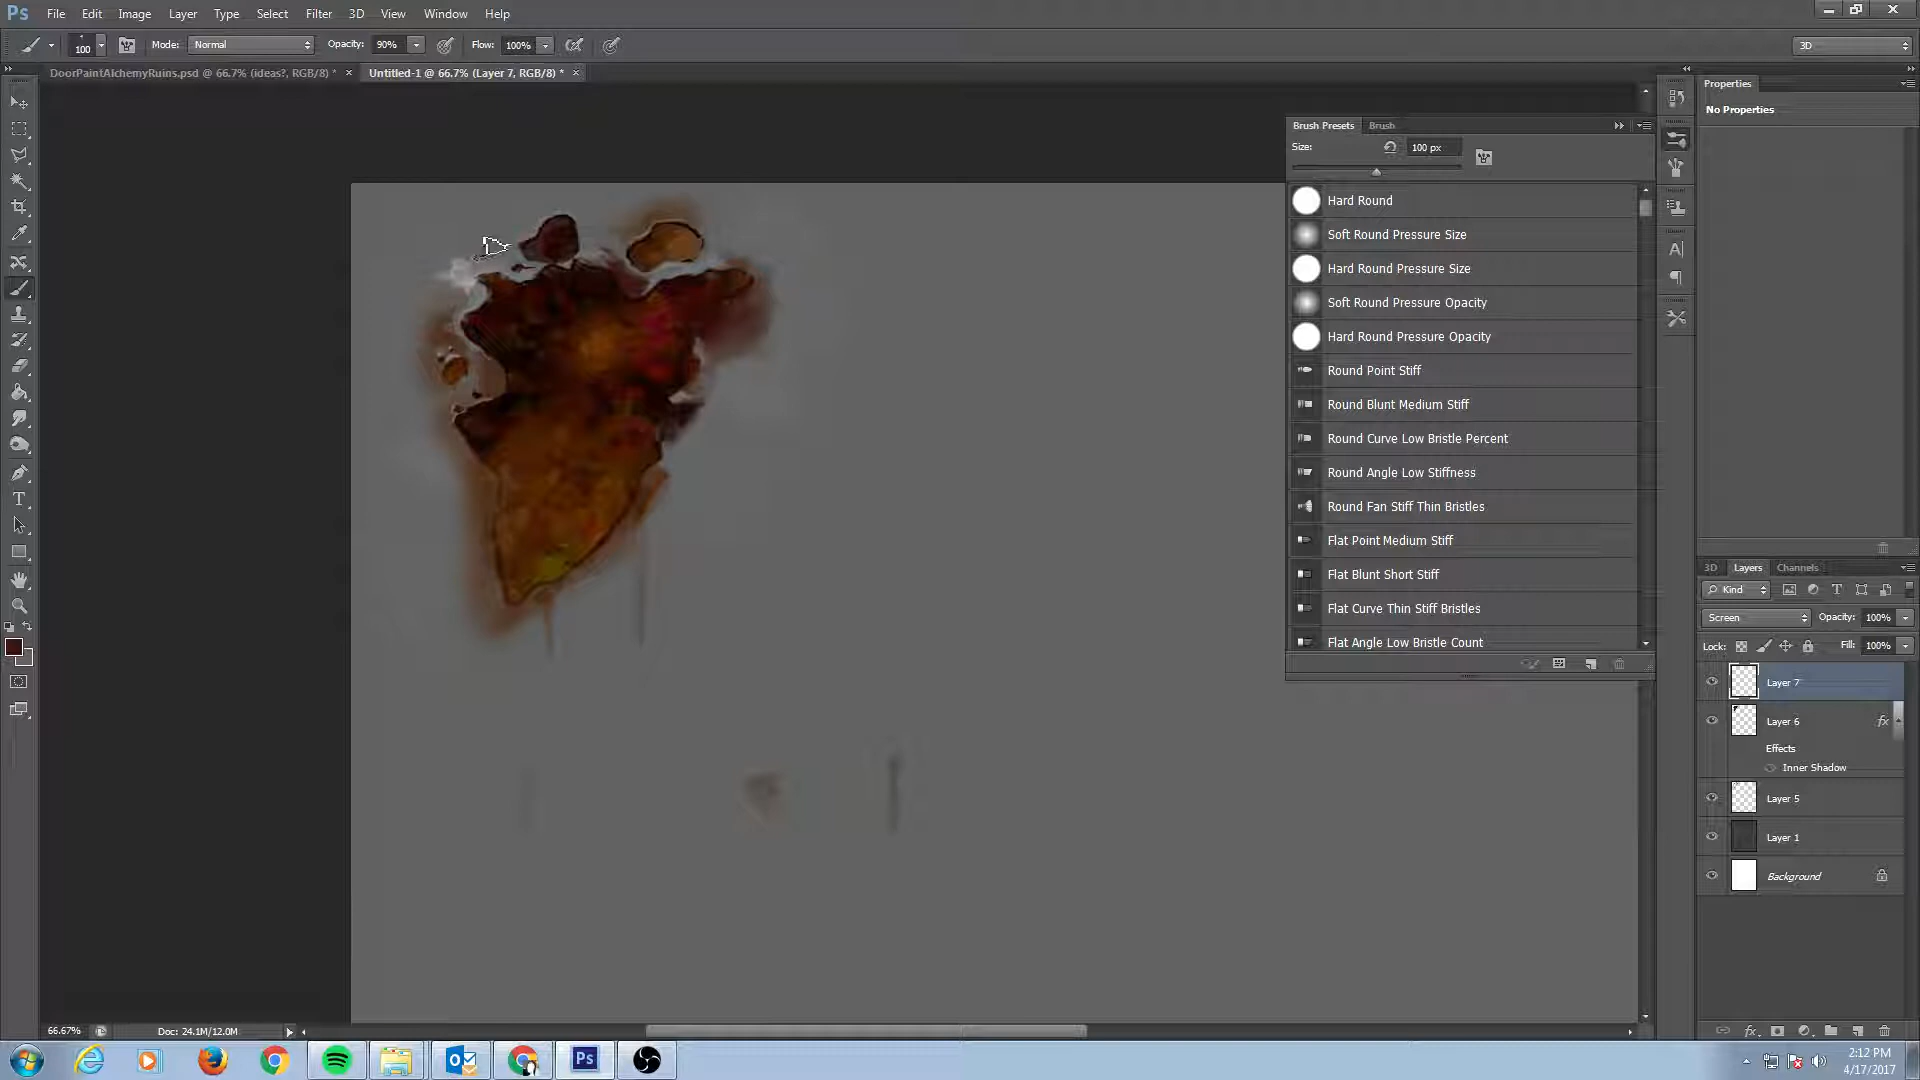 Ps File Edit Image Layer Type Select Filter 3D View Window Help
100 Mode: Normal Opacity: 90% Flow: 100% 3D
DoorPaintAlchemyRuins.psd @ 66.7% (ideas?, RGB/8) * × Untitled-1 @ 66.7% (Layer 7, RGB/8) * ×
Properties
No Properties
Brush Presets Brush
Size: 100 px
Hard Round
Soft Round Pressure Size
Hard Round Pressure Size
Soft Round Pressure Opacity
Hard Round Pressure Opacity
Round Point Stiff
Round Blunt Medium Stiff
Round Curve Low Bristle Percent
Round Angle Low Stiffness
Round Fan Stiff Thin Bristles
Flat Point Medium Stiff
Flat Blunt Short Stiff
Flat Curve Thin Stiff Bristles
Flat Angle Low Bristle Count
3D Layers Channels
Kind
Screen Opacity: 100%
Lock: Fill: 100%
Layer 7
Layer 6 fx
Effects
Inner Shadow
Layer 5
Layer 1
Background
66.67% Doc: 24.1M/12.0M
Ps
2:12 PM
4/17/2017